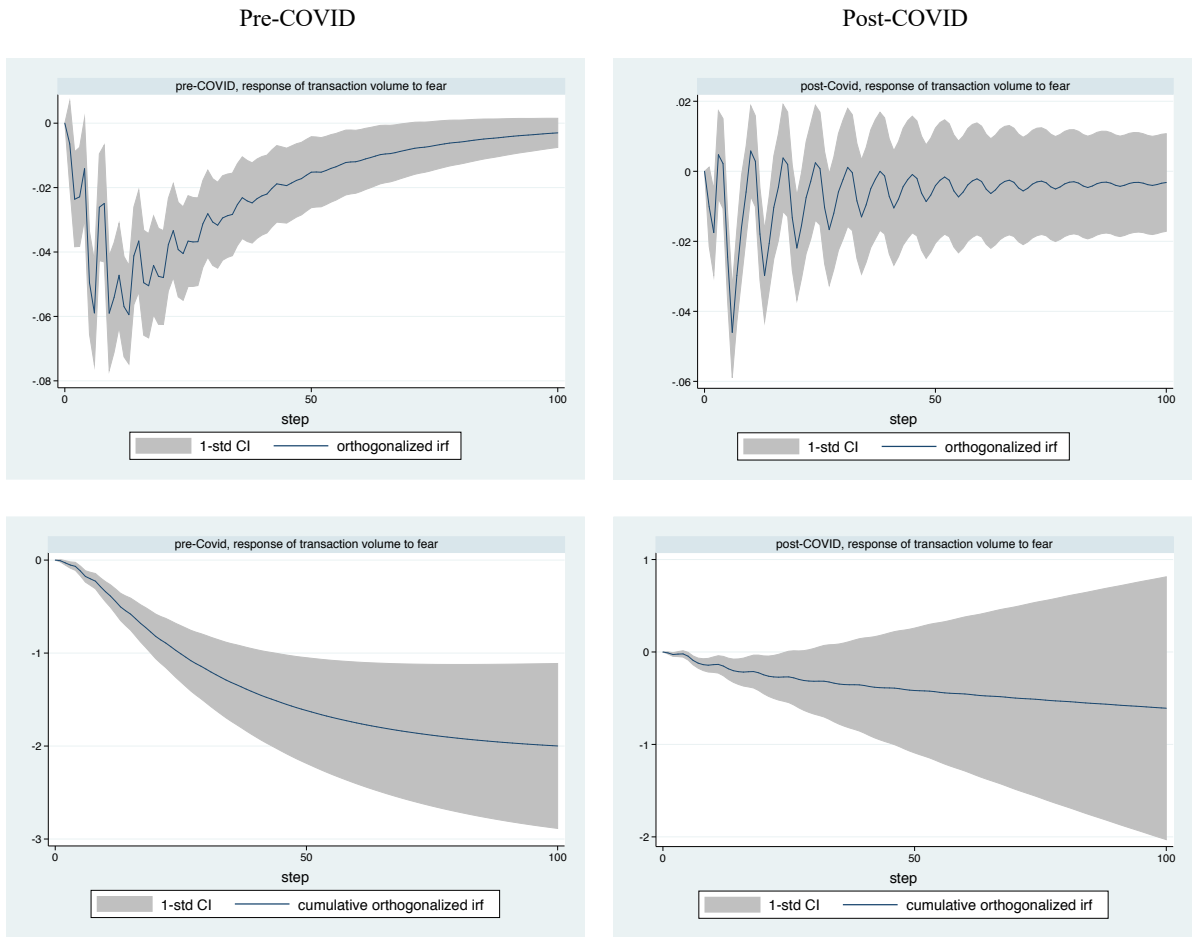 Pre-COVID
Post-COVID
pre-COVID, response of transaction volume to fear
0
-.02
-.04
-.06
-.08
0
50
100
step
1-std CI
orthogonalized irf
post-Covid, response of transaction volume to fear
.02
0
-.02
-.04
-.06
0
50
100
step
1-std CI
orthogonalized irf
pre-Covid, response of transaction volume to fear
0
-1
-2
-3
0
50
100
step
1-std CI
cumulative orthogonalized irf
post-COVID, response of transaction volume to fear
1
0
-1
-2
0
50
100
step
1-std CI
cumulative orthogonalized irf